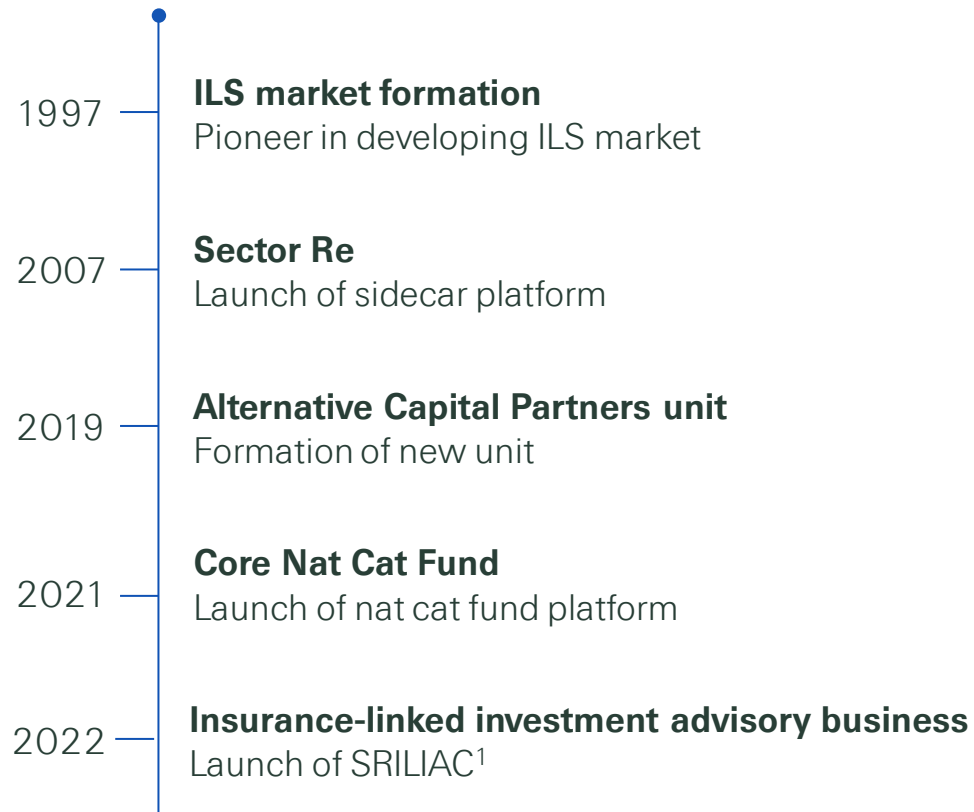 1997
ILS market formation
Pioneer in developing ILS market
2007
Sector Re
Launch of sidecar platform
2019
Alternative Capital Partners unit
Formation of new unit
2021
Core Nat Cat Fund
Launch of nat cat fund platform
2022
Insurance-linked investment advisory business
Launch of SRILIAC¹